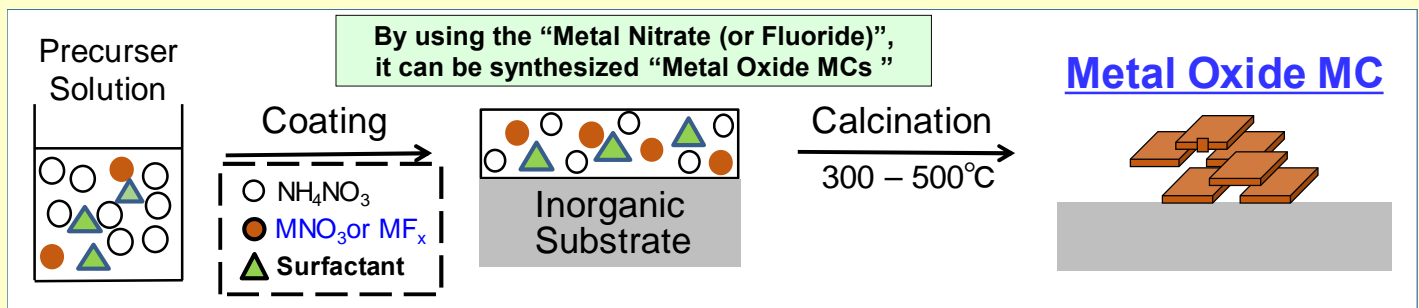 Precurser
Solution
By using the “Metal Nitrate (or Fluoride)”,
it can be synthesized “Metal Oxide MCs ”
Metal Oxide MC
Coating
NH₄NO₃
MNO₃or MFₓ
Surfactant
Inorganic
Substrate
Calcination
300 – 500℃